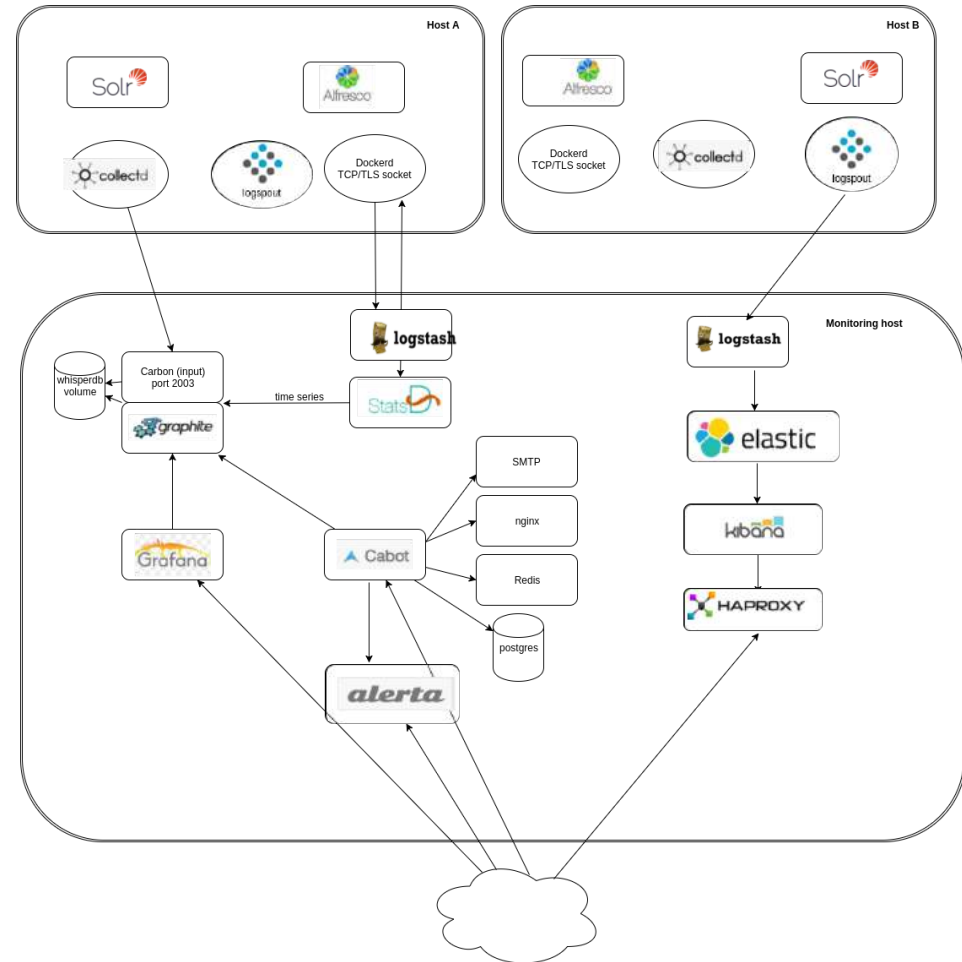 Host A
Host B
Solr
Alfresco
Alfresco
Solr
collectd
logspout
Dockerd
TCP/TLS socket
Dockerd
TCP/TLS socket
collectd
logspout
Monitoring host
logstash
logstash
Carbon (input)
port 2003
whisperdb
volume
graphite
time series
StatsD
elastic
SMTP
nginx
kibana
Grafana
Cabot
Redis
HAPROXY
postgres
alerta